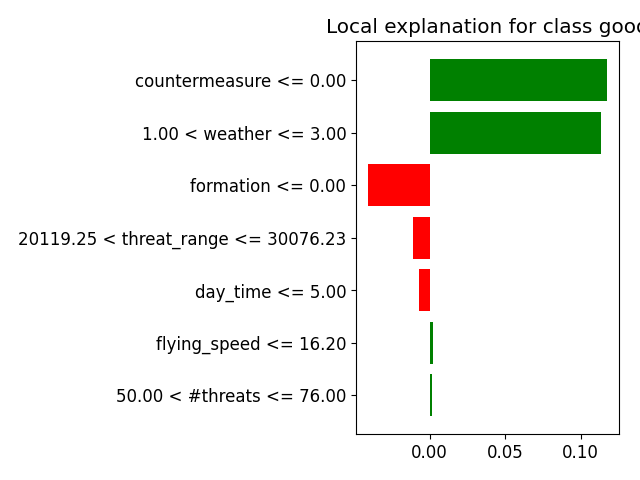 Local explanation for class good
countermeasure <= 0.00
1.00 < weather <= 3.00
formation <= 0.00
20119.25 < threat_range <= 30076.23
day_time <= 5.00
flying_speed <= 16.20
50.00 < #threats <= 76.00
0.00 0.05 0.10